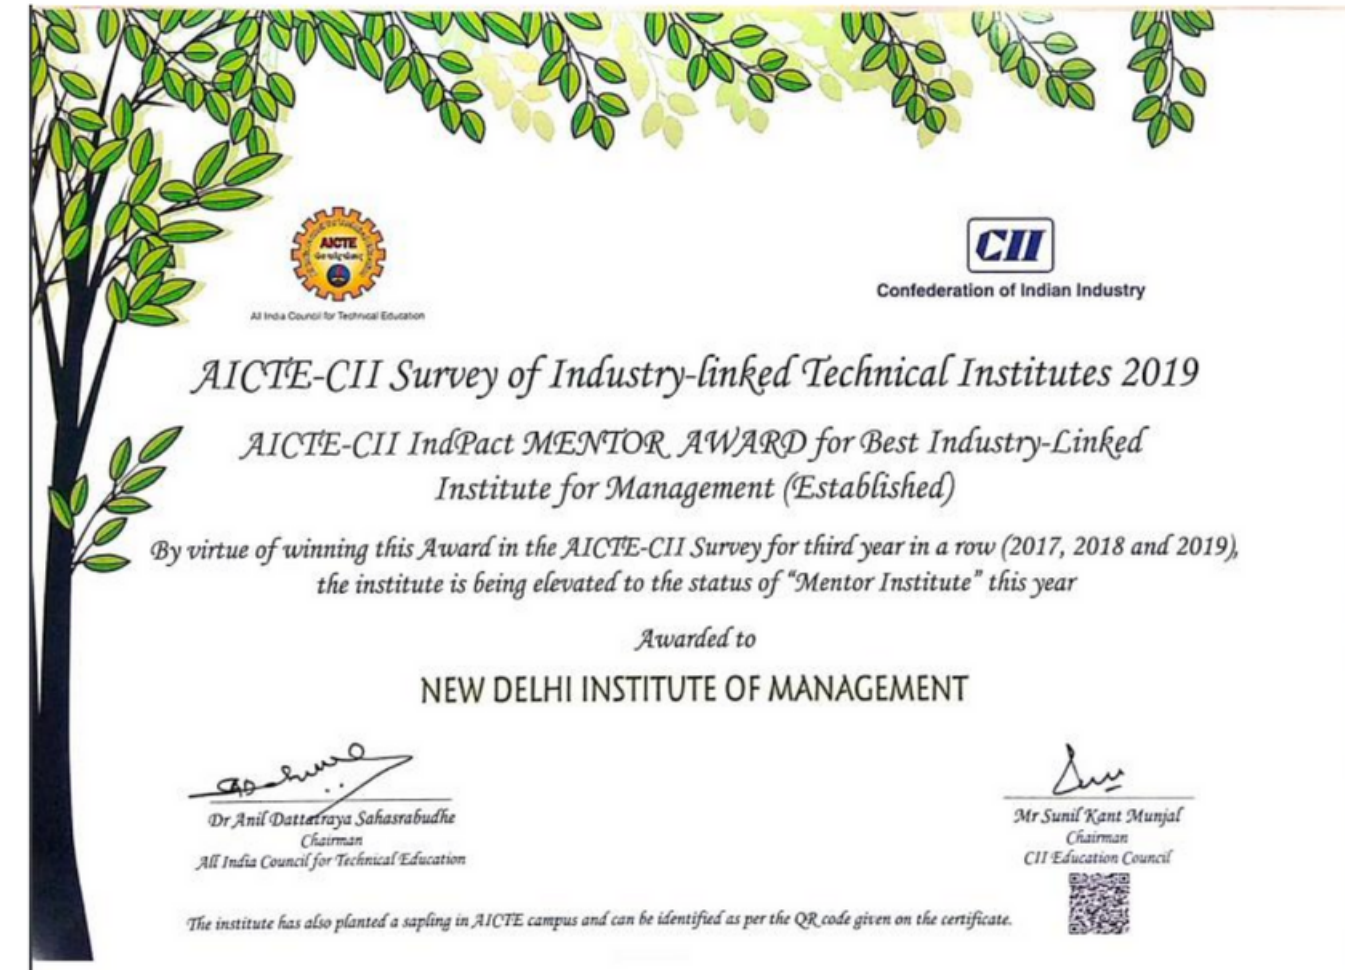 AICTE
All India Council for Technical Education
CII
Confederation of Indian Industry
AICTE-CII Survey of Industry-linked Technical Institutes 2019
AICTE-CII IndPact MENTOR AWARD for Best Industry-Linked
Institute for Management (Established)
By virtue of winning this Award in the AICTE-CII Survey for third year in a row (2017, 2018 and 2019),
the institute is being elevated to the status of "Mentor Institute" this year
Awarded to
NEW DELHI INSTITUTE OF MANAGEMENT
Dr Anil Dattatraya Sahasrabudhe
Chairman
All India Council for Technical Education
Mr Sunil Kant Munjal
Chairman
CII Education Council
The institute has also planted a sapling in AICTE campus and can be identified as per the QR code given on the certificate.